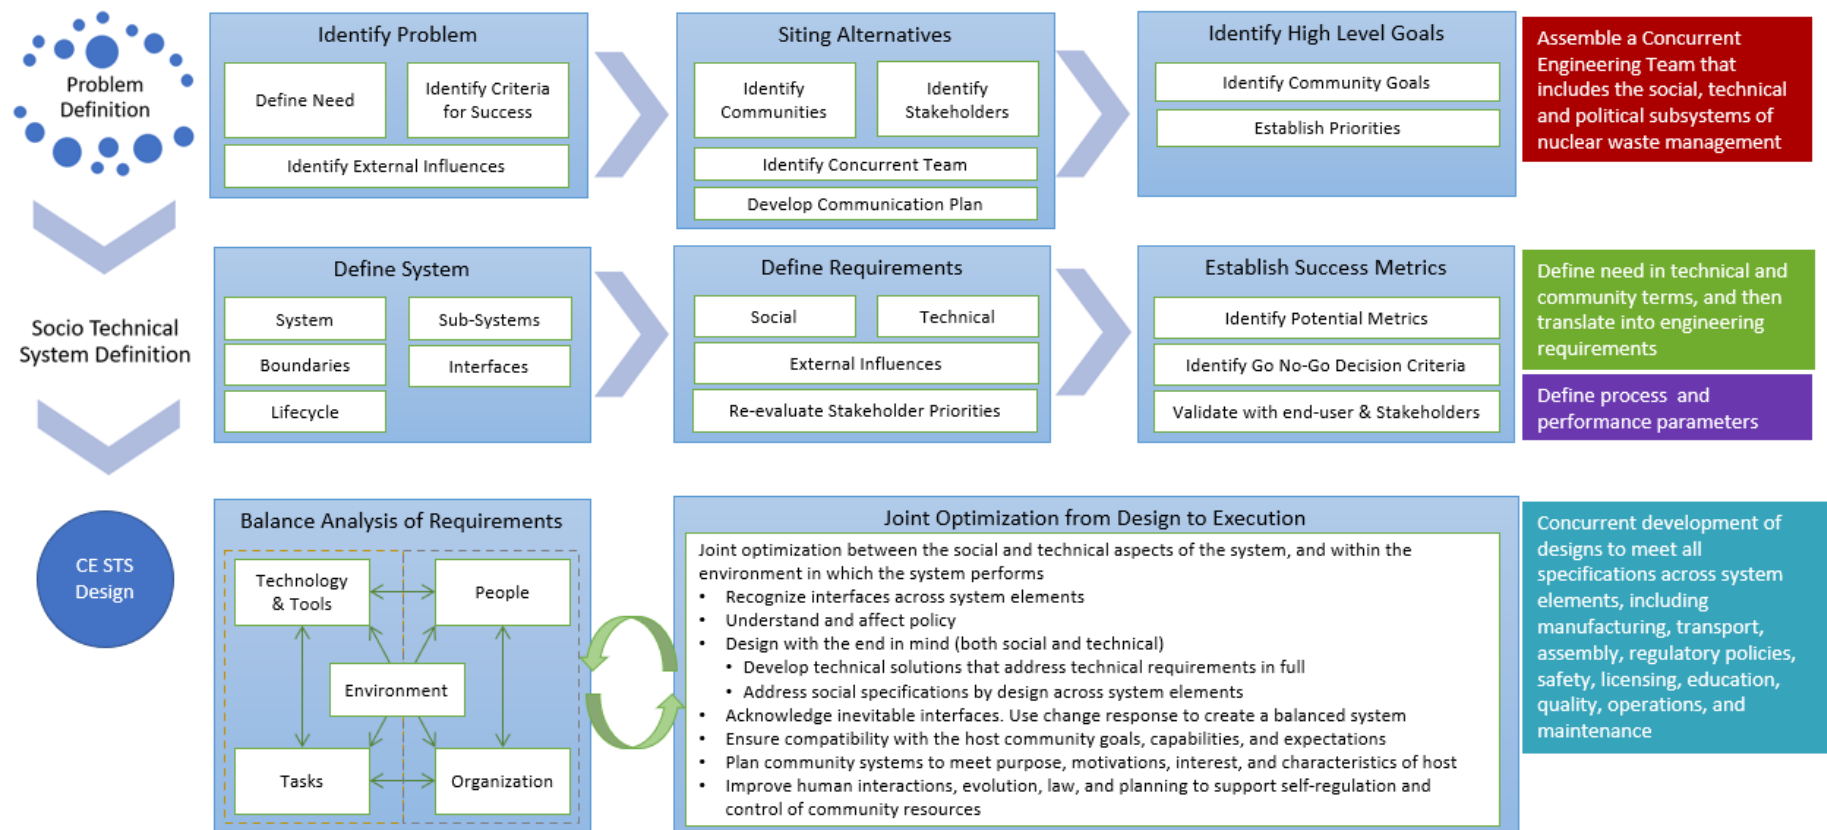 Problem
Definition
Identify Problem
Define Need
Identify Criteria
for Success
Identify External Influences
Siting Alternatives
Identify
Communities
Identify
Stakeholders
Identify Concurrent Team
Develop Communication Plan
Identify High Level Goals
Identify Community Goals
Establish Priorities
Assemble a Concurrent
Engineering Team that
includes the social, technical
and political subsystems of
nuclear waste management
Socio Technical
System Definition
Define System
System
Sub-Systems
Boundaries
Interfaces
Lifecycle
Define Requirements
Social
Technical
External Influences
Re-evaluate Stakeholder Priorities
Establish Success Metrics
Identify Potential Metrics
Identify Go No-Go Decision Criteria
Validate with end-user & Stakeholders
Define need in technical and
community terms, and then
translate into engineering
requirements
Define process and
performance parameters
CE STS
Design
Balance Analysis of Requirements
Technology
& Tools
People
Environment
Tasks
Organization
Joint Optimization from Design to Execution
Joint optimization between the social and technical aspects of the system, and within the
environment in which the system performs
• Recognize interfaces across system elements
• Understand and affect policy
• Design with the end in mind (both social and technical)
• Develop technical solutions that address technical requirements in full
• Address social specifications by design across system elements
• Acknowledge inevitable interfaces. Use change response to create a balanced system
• Ensure compatibility with the host community goals, capabilities, and expectations
• Plan community systems to meet purpose, motivations, interest, and characteristics of host
• Improve human interactions, evolution, law, and planning to support self-regulation and
control of community resources
Concurrent development of
designs to meet all
specifications across system
elements, including
manufacturing, transport,
assembly, regulatory policies,
safety, licensing, education,
quality, operations, and
maintenance